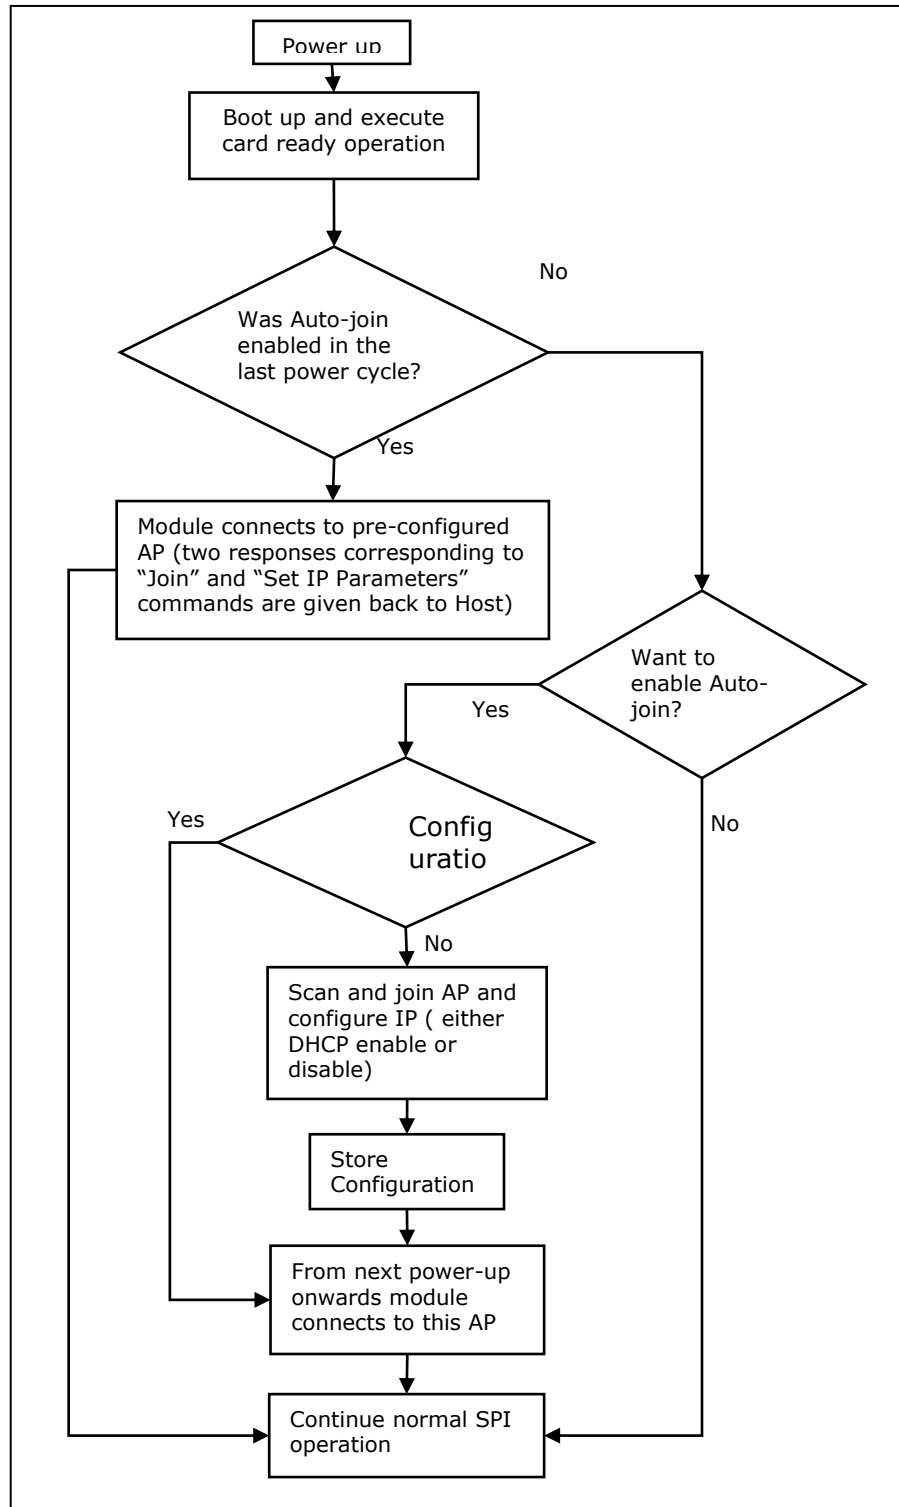 Power up
Boot up and execute
card ready operation
No
Was Auto-join
enabled in the
last power cycle?
Yes
Module connects to pre-configured
AP (two responses corresponding to
“Join” and “Set IP Parameters”
commands are given back to Host)
Want to
enable Auto-
join?
Yes
No
Yes
Config
uratio
No
Scan and join AP and
configure IP ( either
DHCP enable or
disable)
Store
Configuration
From next power-up
onwards module
connects to this AP
Continue normal SPI
operation